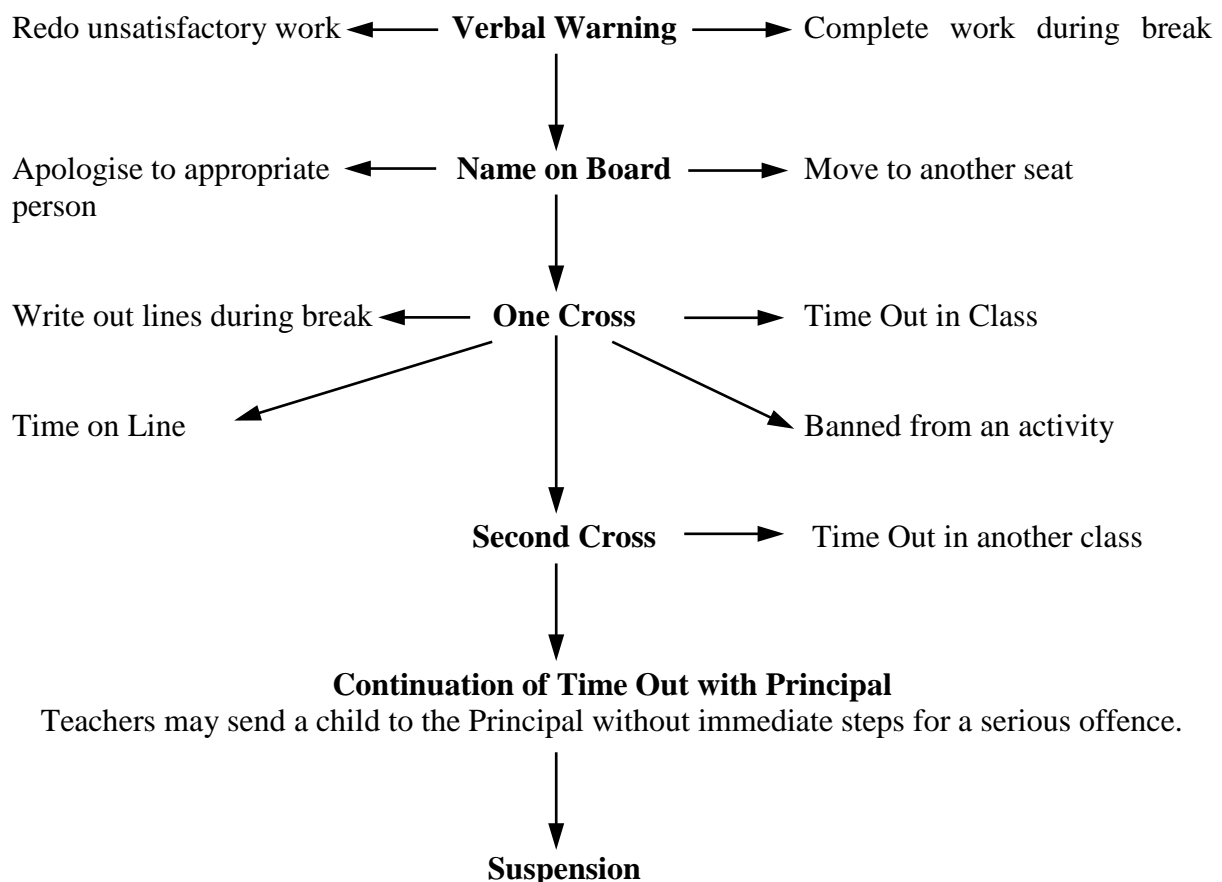 Redo unsatisfactory work Verbal Warning Complete work during break
Apologise to appropriate Name on Board Move to another seat
person
Write out lines during break One Cross Time Out in Class
Time on Line Banned from an activity
Second Cross Time Out in another class
Continuation of Time Out with Principal
Teachers may send a child to the Principal without immediate steps for a serious offence.
Suspension